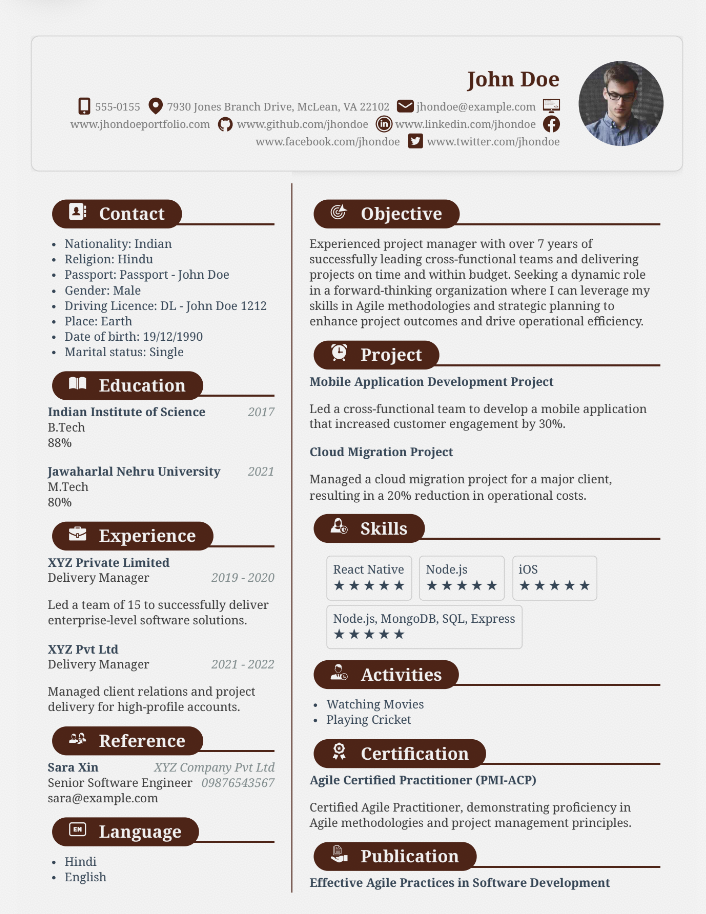 John Doe
555-0155 7930 Jones Branch Drive, McLean, VA 22102 jhondoe@example.com
www.jhondoeportfolio.com www.github.com/jhondoe www.linkedin.com/jhondoe
www.facebook.com/jhondoe www.twitter.com/jhondoe
Contact
• Nationality: Indian
• Religion: Hindu
• Passport: Passport - John Doe
• Gender: Male
• Driving Licence: DL - John Doe 1212
• Place: Earth
• Date of birth: 19/12/1990
• Marital status: Single
Education
Indian Institute of Science 2017
B.Tech
88%
Jawaharlal Nehru University 2021
M.Tech
80%
Experience
XYZ Private Limited
Delivery Manager 2019 - 2020
Led a team of 15 to successfully deliver
enterprise-level software solutions.
XYZ Pvt Ltd
Delivery Manager 2021 - 2022
Managed client relations and project
delivery for high-profile accounts.
Reference
Sara Xin XYZ Company Pvt Ltd
Senior Software Engineer 09876543567
sara@example.com
EN Language
• Hindi
• English
Objective
Experienced project manager with over 7 years of
successfully leading cross-functional teams and delivering
projects on time and within budget. Seeking a dynamic role
in a forward-thinking organization where I can leverage my
skills in Agile methodologies and strategic planning to
enhance project outcomes and drive operational efficiency.
Project
Mobile Application Development Project
Led a cross-functional team to develop a mobile application
that increased customer engagement by 30%.
Cloud Migration Project
Managed a cloud migration project for a major client,
resulting in a 20% reduction in operational costs.
Skills
React Native Node.js iOS
★★★★★ ★★★★★ ★★★★★
Node.js, MongoDB, SQL, Express
★★★★★
Activities
• Watching Movies
• Playing Cricket
Certification
Agile Certified Practitioner (PMI-ACP)
Certified Agile Practitioner, demonstrating proficiency in
Agile methodologies and project management principles.
Publication
Effective Agile Practices in Software Development